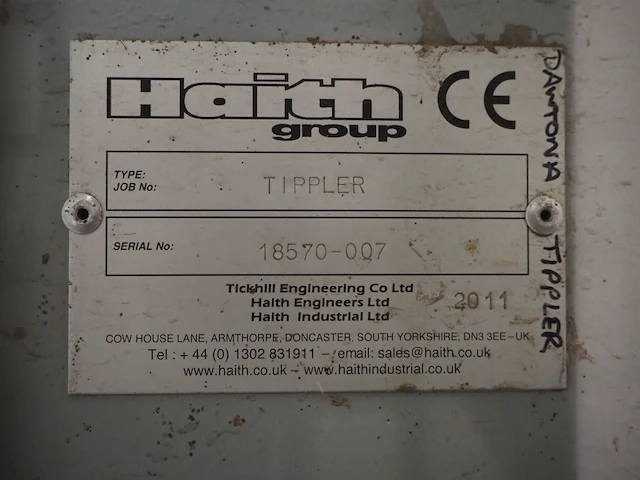 Haith
group
CE
TYPE:
JOB No:
TIPPLER
SERIAL No:
18570-007
Tickhill Engineering Co Ltd
Haith Engineers Ltd
Haith Industrial Ltd
2011
COW HOUSE LANE, ARMTHORPE, DONCASTER, SOUTH YORKSHIRE, DN3 3EE-UK
Tel : + 44 (0) 1302 831911 – email: sales@haith.co.uk
www.haith.co.uk – www.haithindustrial.co.uk
DAWTONA TIPPLER